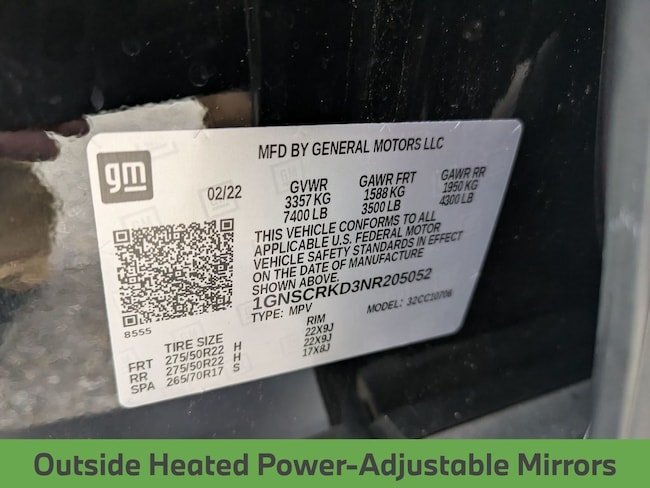 MFD BY GENERAL MOTORS LLC
gm
02/22
GVWR GAWR FRT GAWR RR
3357 KG 1588 KG 1950 KG
7400 LB 3500 LB 4300 LB
THIS VEHICLE CONFORMS TO ALL
APPLICABLE U.S. FEDERAL MOTOR
VEHICLE SAFETY STANDARDS IN EFFECT
ON THE DATE OF MANUFACTURE
SHOWN ABOVE.
1GNSCRKD3NR205052
TYPE: MPV MODEL: 32CC10706
8555
TIRE SIZE RIM
FRT 275/50R22 H 22X9J
RR 275/50R22 H 22X9J
SPA 265/70R17 S 17X8J
Outside Heated Power-Adjustable Mirrors